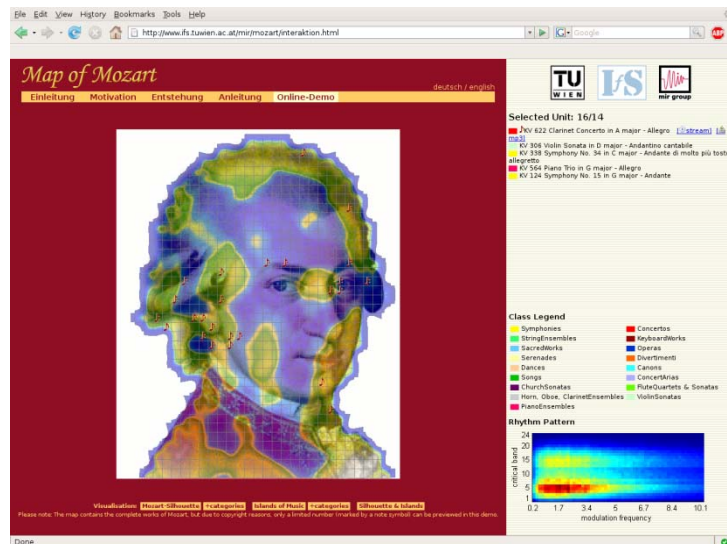 File Edit View History Bookmarks Tools Help
http://www.ifs.tuwien.ac.at/mir/mozart/interaktion.html
Google
ABP
Map of Mozart
deutsch / english
Einleitung Motivation Entstehung Anleitung Online-Demo
TU
WIEN
IfS
mir group
Selected Unit: 16/14
KV 622 Clarinet Concerto in A major - Allegro [stream]
mp3]
KV 306 Violin Sonata in D major - Andantino cantabile
KV 338 Symphony No. 34 in C major - Andante di molto più tosto
allegretto
KV 564 Piano Trio in G major - Allegro
KV 124 Symphony No. 15 in G major - Andante
Class Legend
Symphonies Concertos
StringEnsembles KeyboardWorks
SacredWorks Operas
Serenades Divertimenti
Dances Canons
Songs ConcertArias
ChurchSonatas FluteQuartets & Sonatas
Horn, Oboe, ClarinetEnsembles ViolinSonatas
PianoEnsembles
Rhythm Pattern
critical band
24
20
15
10
5
1
0.2 1.7 3.4 5 6.7 8.4 10.1
modulation frequency
Visualisation: Mozart-Silhouette +categories Islands of Music +categories Silhouette & Islands
Please note: The map contains the complete works of Mozart, but due to copyright reasons, only a limited number (marked by a note symbol) can be previewed in this demo.
Done